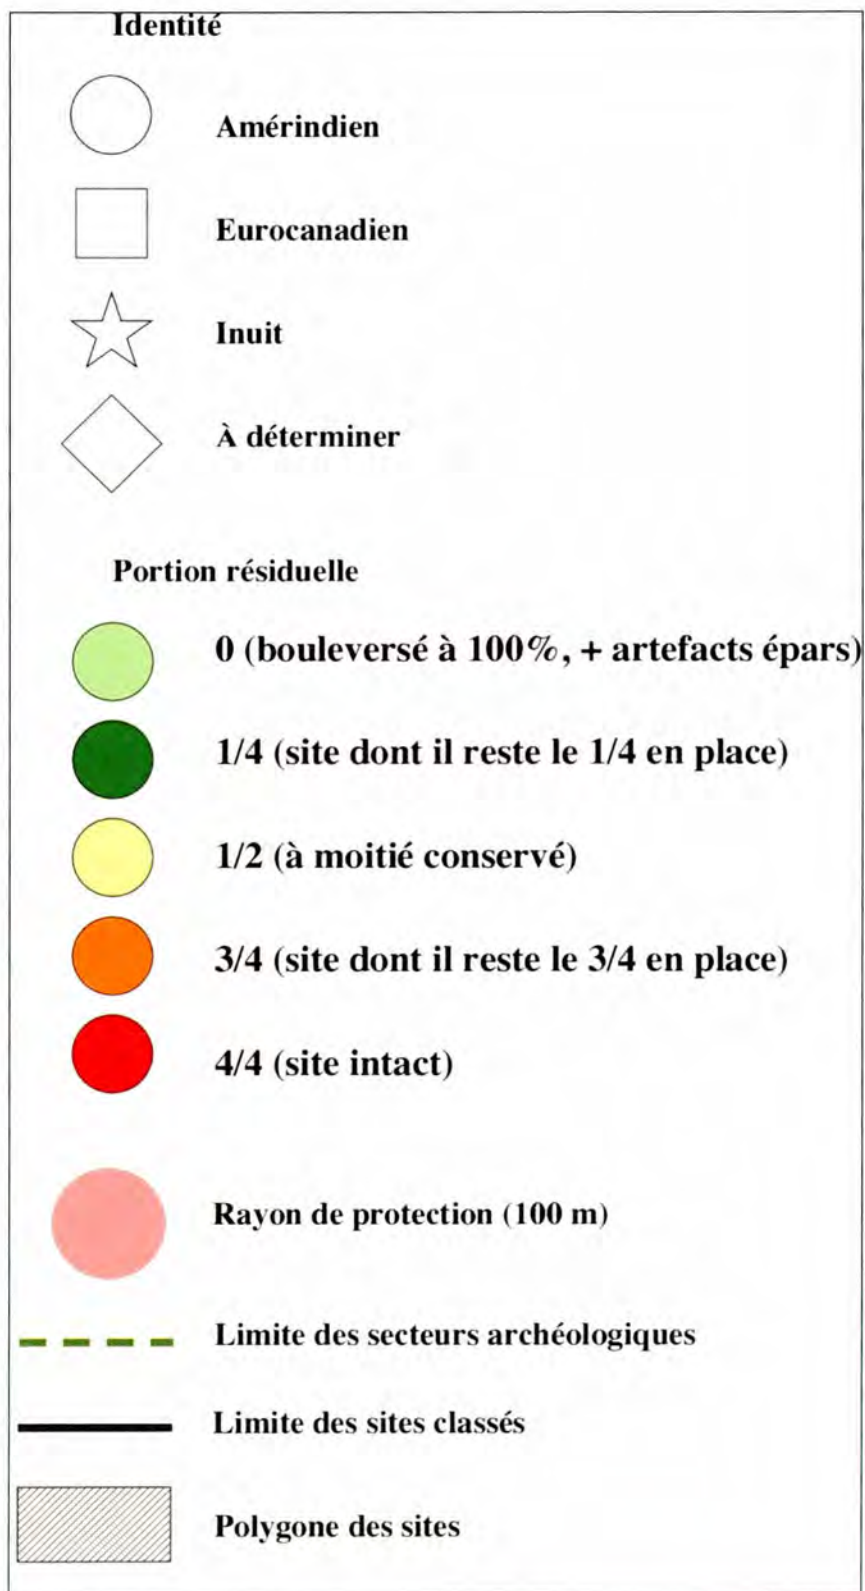 Identité
Amérindien
Eurocanadien
Inuit
À déterminer
Portion résiduelle
0 (bouleversé à 100%, + artefacts épars)
1/4 (site dont il reste le 1/4 en place)
1/2 (à moitié conservé)
3/4 (site dont il reste le 3/4 en place)
4/4 (site intact)
Rayon de protection (100 m)
Limite des secteurs archéologiques
Limite des sites classés
Polygone des sites